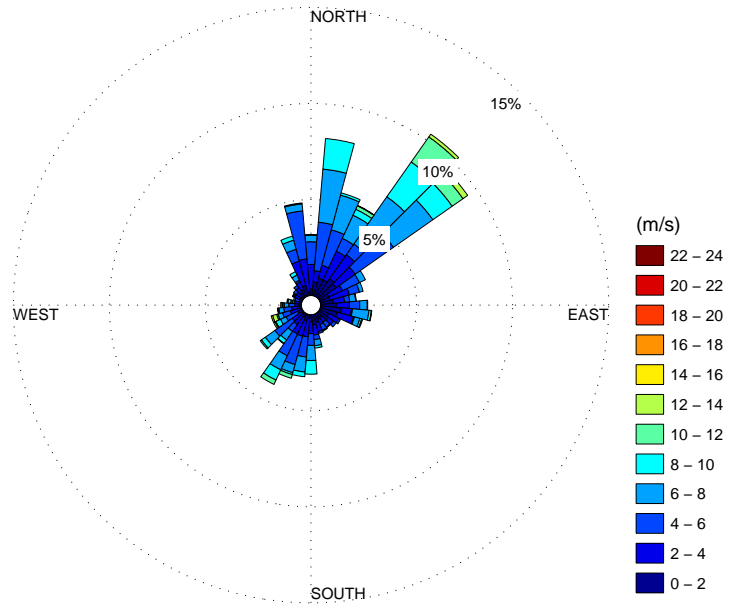 NORTH
15%
10%
5%
WEST
EAST
SOUTH
(m/s)
22 – 24
20 – 22
18 – 20
16 – 18
14 – 16
12 – 14
10 – 12
8 – 10
6 – 8
4 – 6
2 – 4
0 – 2